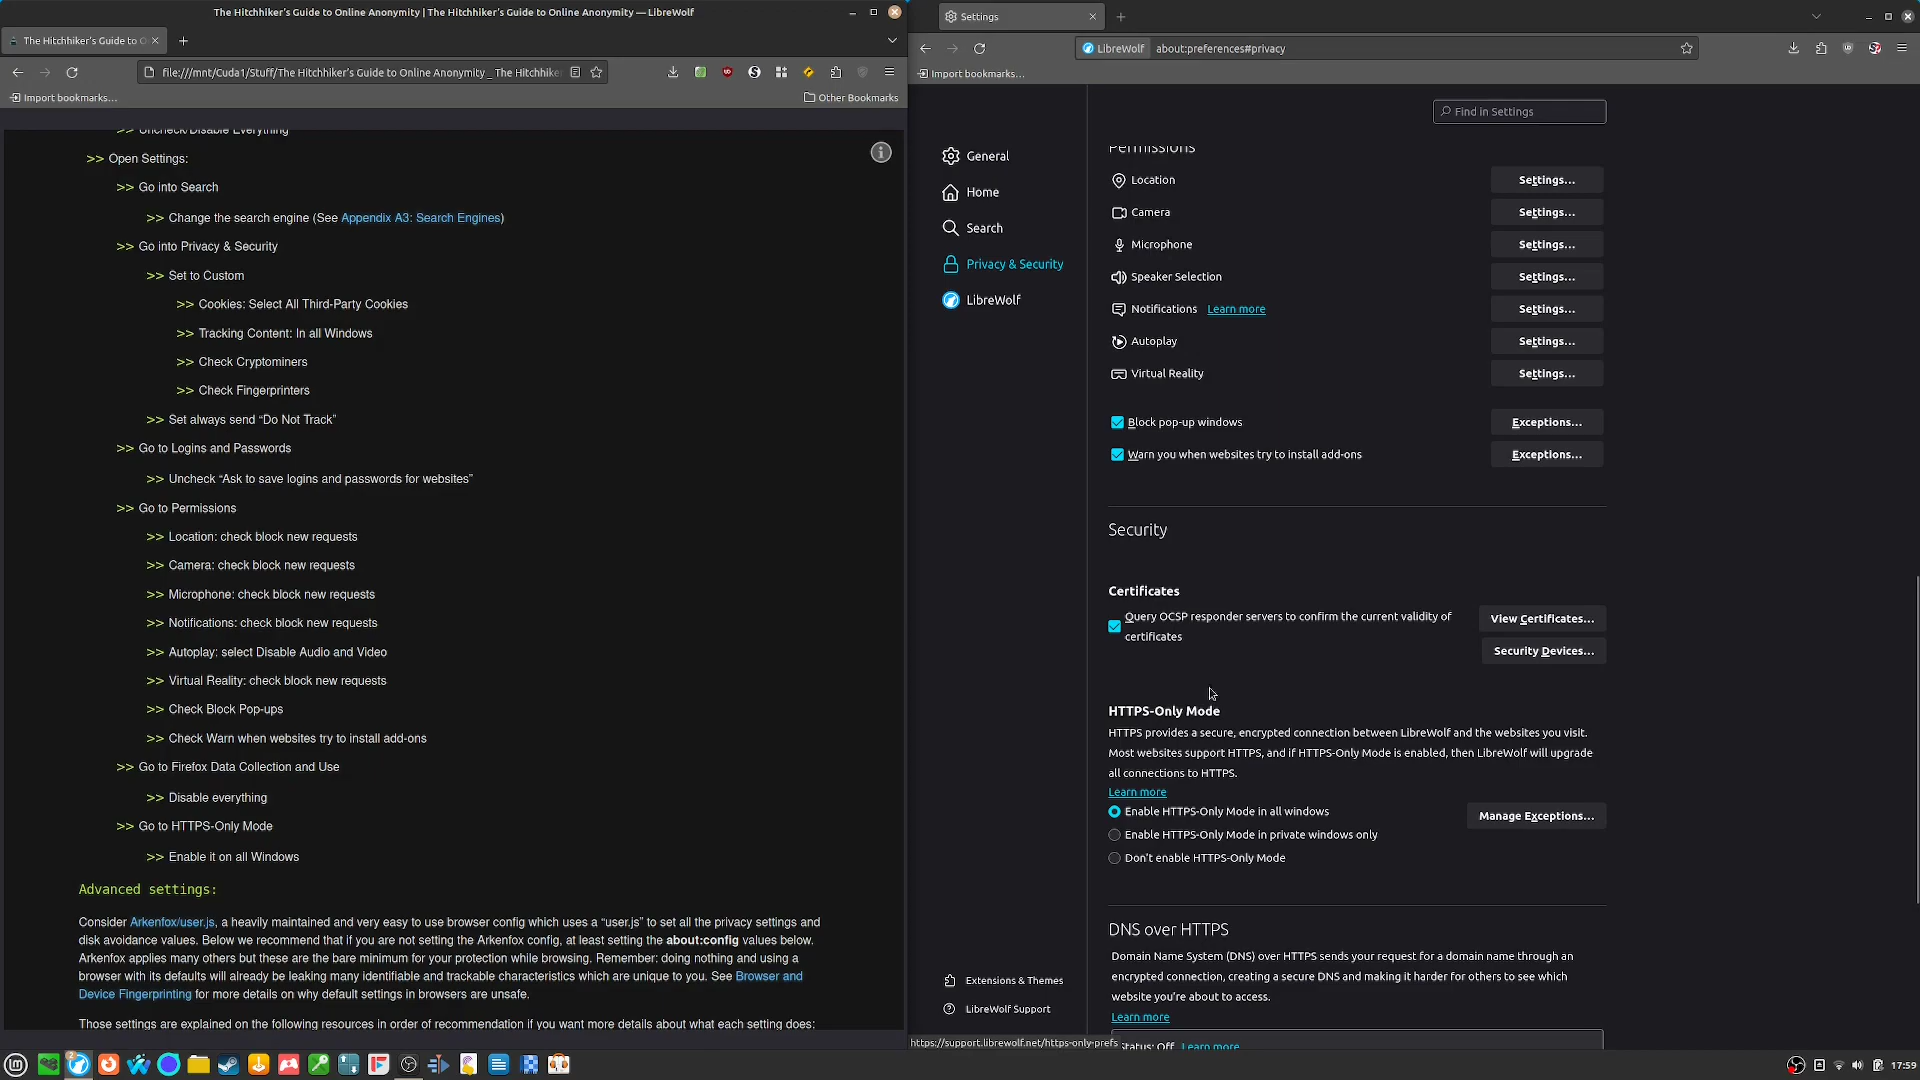 The Hitchhiker's Guide to Online Anonymity | The Hitchhiker's Guide to Online Anonymity — LibreWolf
The Hitchhiker's Guide to O
file:///mnt/Cuda1/Stuff/The Hitchhiker's Guide to Online Anonymity _ The Hitchhike
Import bookmarks...
Other Bookmarks
>> Uncheck/Disable Everything
>> Open Settings:
>> Go into Search
>> Change the search engine (See Appendix A3: Search Engines)
>> Go into Privacy & Security
>> Set to Custom
>> Cookies: Select All Third-Party Cookies
>> Tracking Content: In all Windows
>> Check Cryptominers
>> Check Fingerprinters
>> Set always send “Do Not Track”
>> Go to Logins and Passwords
>> Uncheck “Ask to save logins and passwords for websites”
>> Go to Permissions
>> Location: check block new requests
>> Camera: check block new requests
>> Microphone: check block new requests
>> Notifications: check block new requests
>> Autoplay: select Disable Audio and Video
>> Virtual Reality: check block new requests
>> Check Block Pop-ups
>> Check Warn when websites try to install add-ons
>> Go to Firefox Data Collection and Use
>> Disable everything
>> Go to HTTPS-Only Mode
>> Enable it on all Windows
Advanced settings:
Consider Arkenfox/user.js, a heavily maintained and very easy to use browser config which uses a “user.js” to set all the privacy settings and
disk avoidance values. Below we recommend that if you are not setting the Arkenfox config, at least setting the about:config values below.
Arkenfox applies many others but these are the bare minimum for your protection while browsing. Remember: doing nothing and using a
browser with its defaults will already be leaking many identifiable and trackable characteristics which are unique to you. See Browser and
Device Fingerprinting for more details on why default settings in browsers are unsafe.
Those settings are explained on the following resources in order of recommendation if you want more details about what each setting does:
Settings
LibreWolf
about:preferences#privacy
Import bookmarks...
Find in Settings
General
Home
Search
Privacy & Security
LibreWolf
Extensions & Themes
LibreWolf Support
https://support.librewolf.net/https-only-prefs
Permissions
Location
Settings...
Camera
Settings...
Microphone
Settings...
Speaker Selection
Settings...
Notifications Learn more
Settings...
Autoplay
Settings...
Virtual Reality
Settings...
Block pop-up windows
Exceptions...
Warn you when websites try to install add-ons
Exceptions...
Security
Certificates
Query OCSP responder servers to confirm the current validity of
certificates
View Certificates...
Security Devices...
HTTPS-Only Mode
HTTPS provides a secure, encrypted connection between LibreWolf and the websites you visit.
Most websites support HTTPS, and if HTTPS-Only Mode is enabled, then LibreWolf will upgrade
all connections to HTTPS.
Learn more
Enable HTTPS-Only Mode in all windows
Manage Exceptions...
Enable HTTPS-Only Mode in private windows only
Don't enable HTTPS-Only Mode
DNS over HTTPS
Domain Name System (DNS) over HTTPS sends your request for a domain name through an
encrypted connection, creating a secure DNS and making it harder for others to see which
website you're about to access.
Learn more
Status: Off Learn more
17:59